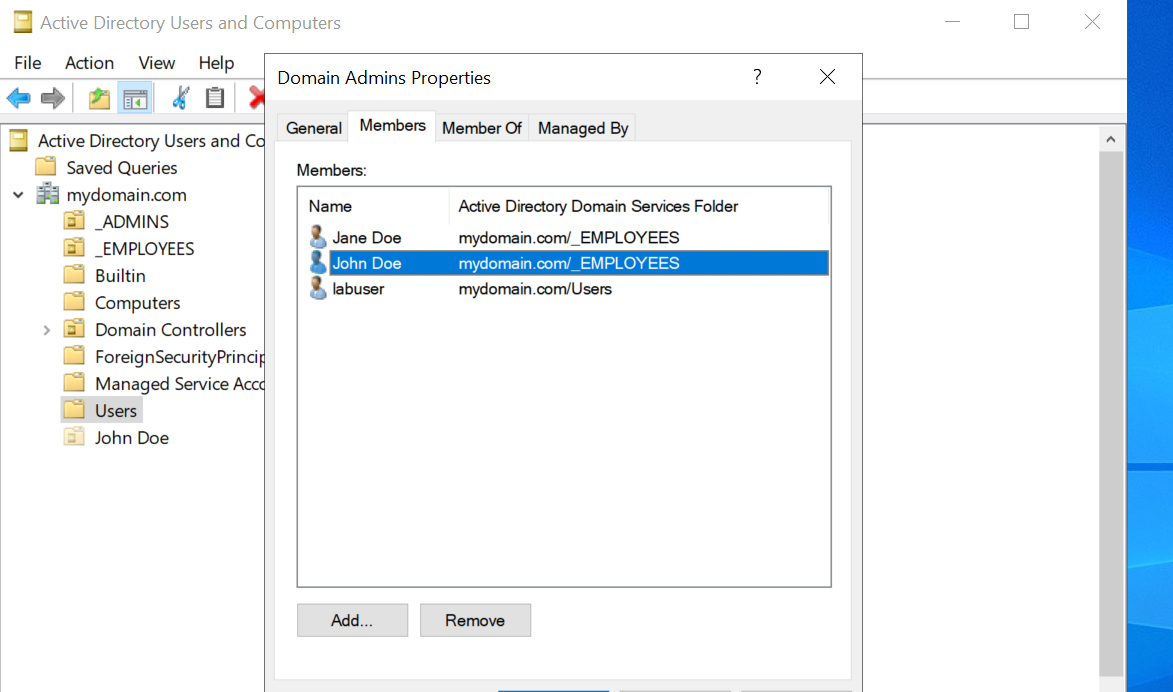 Active Directory Users and Computers
File Action View Help
Domain Admins Properties
?
General Members Member Of Managed By
Members:
Name Active Directory Domain Services Folder
Jane Doe mydomain.com/_EMPLOYEES
John Doe mydomain.com/_EMPLOYEES
labuser mydomain.com/Users
Add... Remove
Active Directory Users and Co
Saved Queries
mydomain.com
_ADMINS
_EMPLOYEES
Builtin
Computers
Domain Controllers
ForeignSecurityPrincip
Managed Service Acco
Users
John Doe